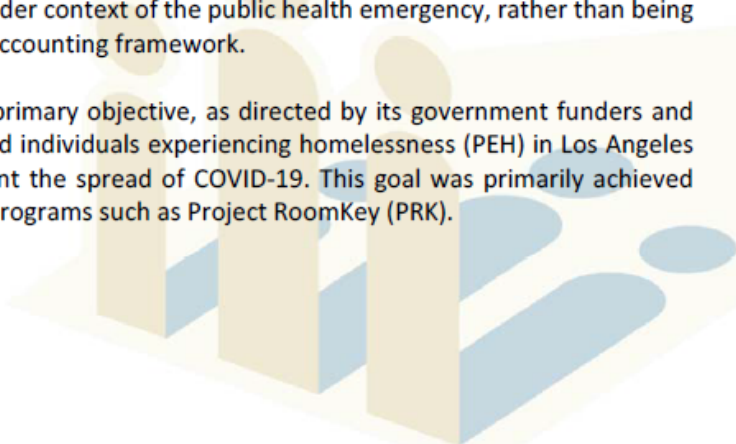 der context of the public health emergency, rather than being
ccounting framework.
primary objective, as directed by its government funders and
d individuals experiencing homelessness (PEH) in Los Angeles
nt the spread of COVID-19. This goal was primarily achieved
rograms such as Project RoomKey (PRK).